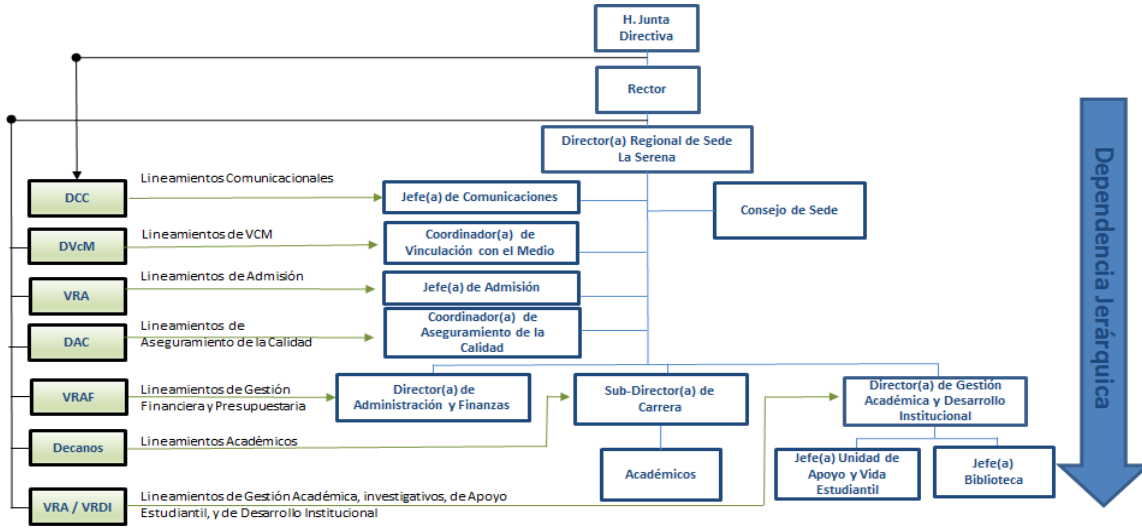 H. Junta
Directiva
Rector
Director(a) Regional de Sede
La Serena
Lineamientos Comunicacionales
DCC
Jefe(a) de Comunicaciones
Consejo de Sede
Lineamientos de VCM
DVcM
Coordinador(a) de
Vinculación con el Medio
Lineamientos de Admisión
VRA
Jefe(a) de Admisión
Lineamientos de
Aseguramiento de la Calidad
DAC
Coordinador(a) de
Aseguramiento de la
Calidad
VRAF
Lineamientos de Gestión
Financiera y Presupuestaria
Director(a) de
Administración y Finanzas
Sub-Director(a) de
Carrera
Director(a) de Gestión
Académica y Desarrollo
Institucional
Decanos
Lineamientos Académicos
Académicos
Jefe(a) Unidad de
Apoyo y Vida
Estudiantil
Jefe(a)
Biblioteca
VRA / VRDI
Lineamientos de Gestión Académica, investigativos, de Apoyo
Estudiantil, y de Desarrollo Institucional
Dependencia Jerárquica